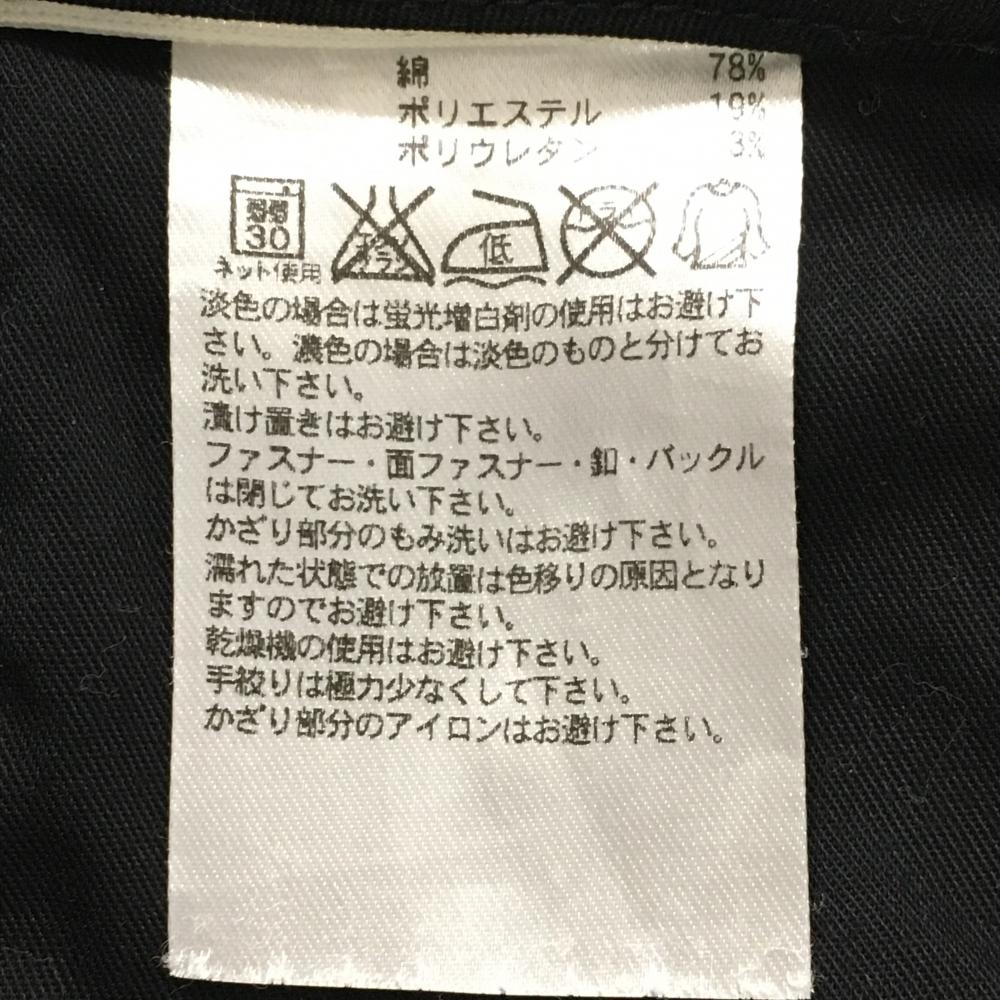 綿 78%
ポリエステル 19%
ポリウレタン 3%
弱 30 エンソ サラシ 低 ドライ
ネット使用
淡色の場合は蛍光増白剤の使用はお避け下
さい。濃色の場合は淡色のものと分けてお
洗い下さい。
漬け置きはお避け下さい。
ファスナー・面ファスナー・釦・バックル
は閉じてお洗い下さい。
かざり部分のもみ洗いはお避け下さい。
濡れた状態での放置は色移りの原因となり
ますのでお避け下さい。
乾燥機の使用はお避け下さい。
手絞りは極力少なくして下さい。
かざり部分のアイロンはお避け下さい。